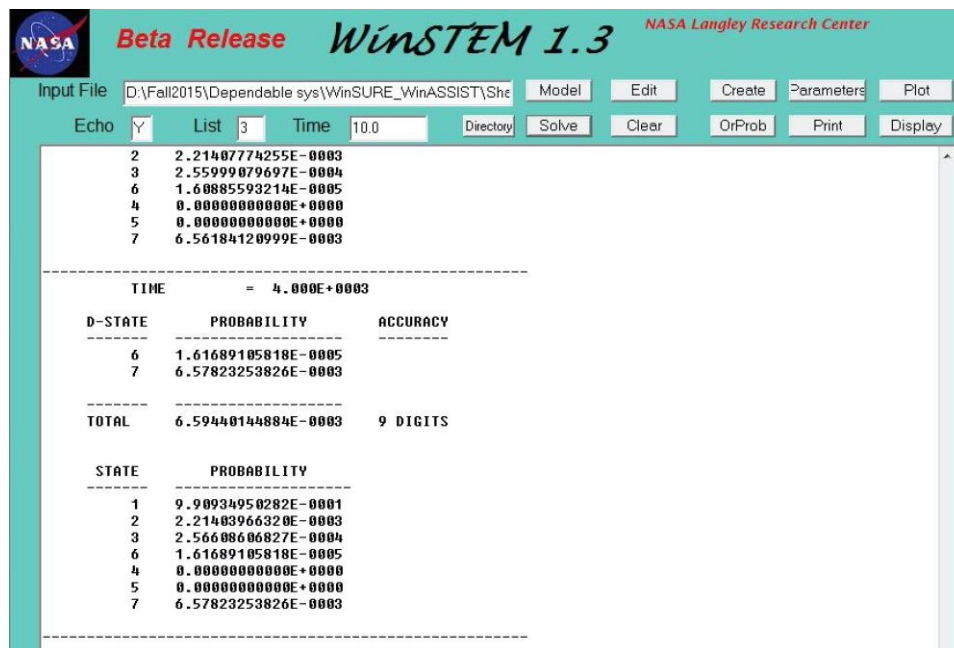 NASA
Beta Release
WinSTEM 1.3
NASA Langley Research Center
Input File D:\Fall2015\Dependable sys\WinSURE_WinASSIST\She Model Edit Create Parameters Plot
Echo Y List 3 Time 10.0 Directory Solve Clear OrProb Print Display
2 2.21407774255E-0003
3 2.55999079697E-0004
6 1.60885593214E-0005
4 0.00000000000E+0000
5 0.00000000000E+0000
7 6.56184120999E-0003
---------------------------------------------------------
TIME = 4.000E+0003
D-STATE PROBABILITY ACCURACY
------- ------------------- --------
6 1.61689105818E-0005
7 6.57823253826E-0003
------- -------------------
TOTAL 6.59440144884E-0003 9 DIGITS
STATE PROBABILITY
------- --------------------
1 9.90934950282E-0001
2 2.21403966320E-0003
3 2.56608606827E-0004
6 1.61689105818E-0005
4 0.00000000000E+0000
5 0.00000000000E+0000
7 6.57823253826E-0003
---------------------------------------------------------